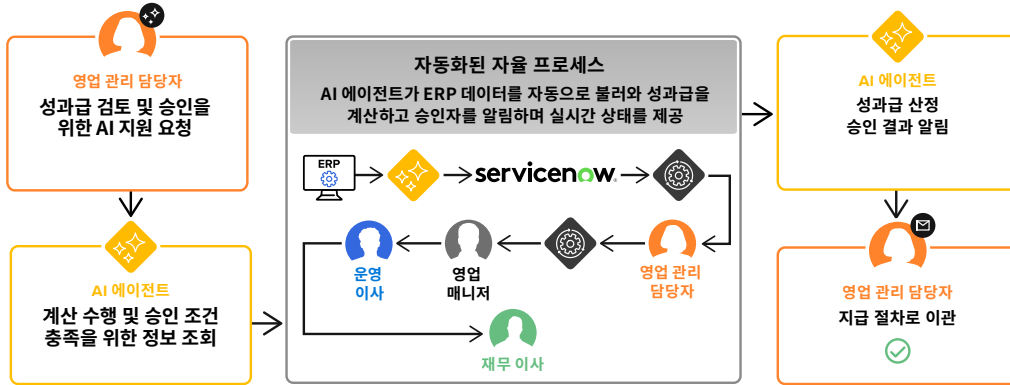 영업 관리 담당자
성과급 검토 및 승인을
위한 AI 지원 요청
AI 에이전트
계산 수행 및 승인 조건
충족을 위한 정보 조회
자동화된 자율 프로세스
AI 에이전트가 ERP 데이터를 자동으로 불러와 성과급을
계산하고 승인자를 알림하며 실시간 상태를 제공
ERP
servicenow.
영업 관리
담당자
영업
매니저
운영
이사
재무 이사
AI 에이전트
성과급 산정
승인 결과 알림
영업 관리 담당자
지급 절차로 이관